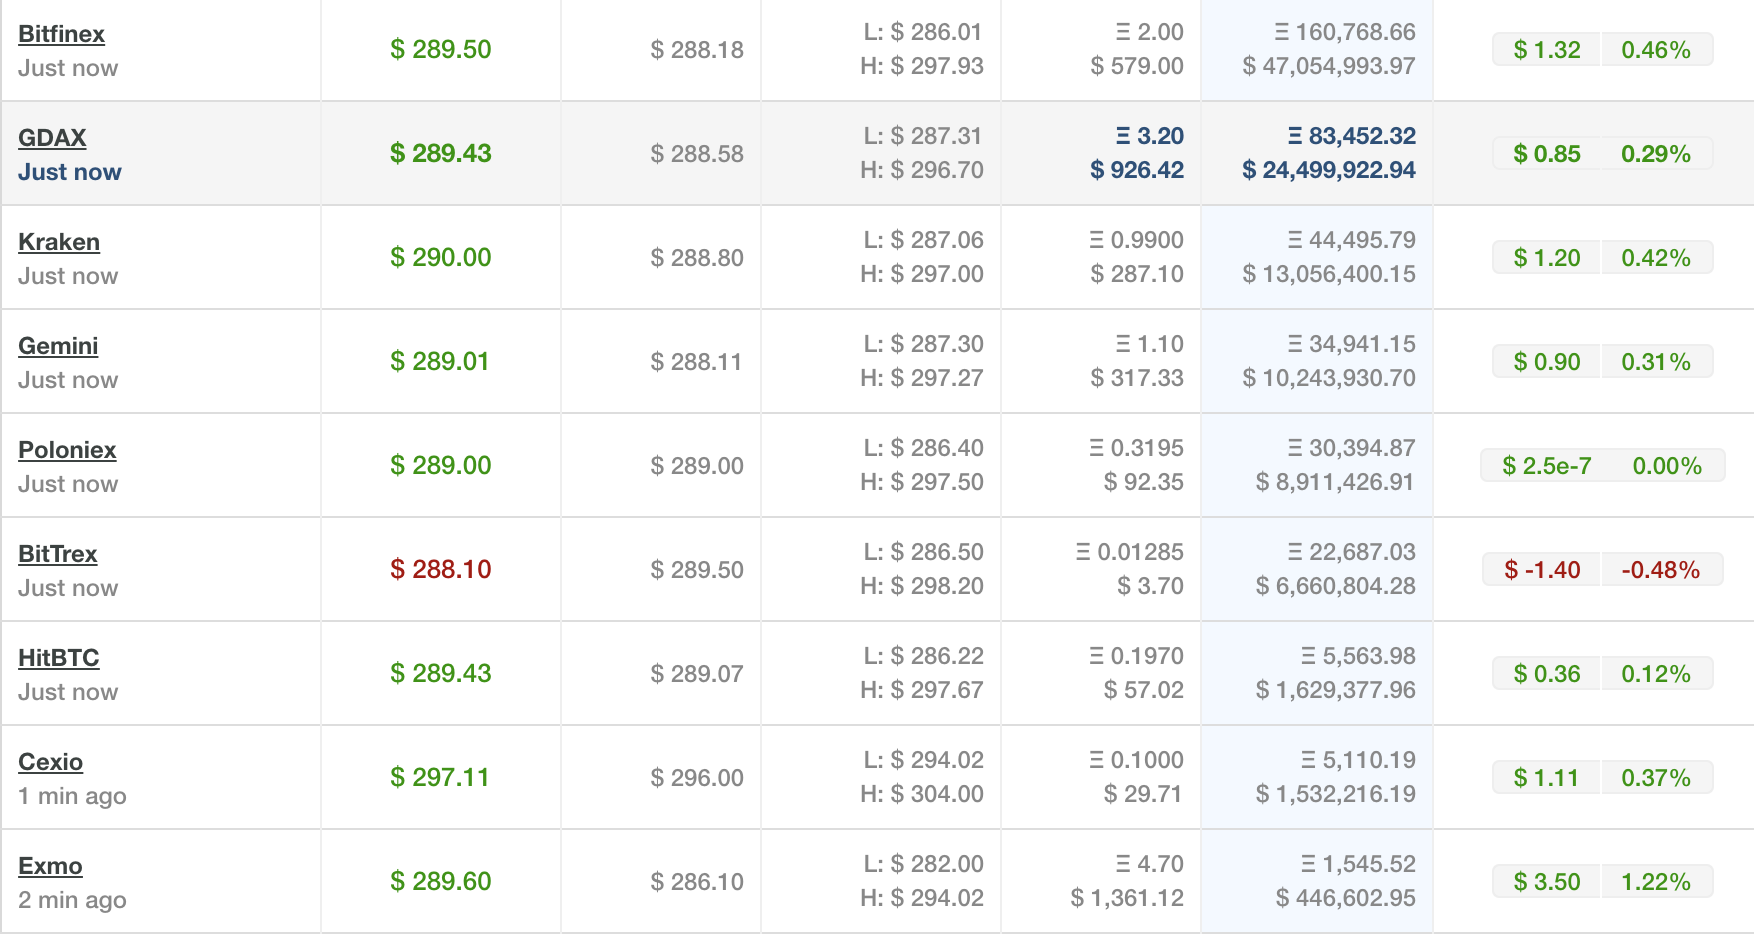 Bitfinex
Just now
$ 289.50
$ 288.18
L: $ 286.01
H: $ 297.93
Ξ 2.00
$ 579.00
Ξ 160,768.66
$ 47,054,993.97
$ 1.32 0.46%
GDAX
Just now
$ 289.43
$ 288.58
L: $ 287.31
H: $ 296.70
Ξ 3.20
$ 926.42
Ξ 83,452.32
$ 24,499,922.94
$ 0.85 0.29%
Kraken
Just now
$ 290.00
$ 288.80
L: $ 287.06
H: $ 297.00
Ξ 0.9900
$ 287.10
Ξ 44,495.79
$ 13,056,400.15
$ 1.20 0.42%
Gemini
Just now
$ 289.01
$ 288.11
L: $ 287.30
H: $ 297.27
Ξ 1.10
$ 317.33
Ξ 34,941.15
$ 10,243,930.70
$ 0.90 0.31%
Poloniex
Just now
$ 289.00
$ 289.00
L: $ 286.40
H: $ 297.50
Ξ 0.3195
$ 92.35
Ξ 30,394.87
$ 8,911,426.91
$ 2.5e-7 0.00%
BitTrex
Just now
$ 288.10
$ 289.50
L: $ 286.50
H: $ 298.20
Ξ 0.01285
$ 3.70
Ξ 22,687.03
$ 6,660,804.28
$ -1.40 -0.48%
HitBTC
Just now
$ 289.43
$ 289.07
L: $ 286.22
H: $ 297.67
Ξ 0.1970
$ 57.02
Ξ 5,563.98
$ 1,629,377.96
$ 0.36 0.12%
Cexio
1 min ago
$ 297.11
$ 296.00
L: $ 294.02
H: $ 304.00
Ξ 0.1000
$ 29.71
Ξ 5,110.19
$ 1,532,216.19
$ 1.11 0.37%
Exmo
2 min ago
$ 289.60
$ 286.10
L: $ 282.00
H: $ 294.02
Ξ 4.70
$ 1,361.12
Ξ 1,545.52
$ 446,602.95
$ 3.50 1.22%